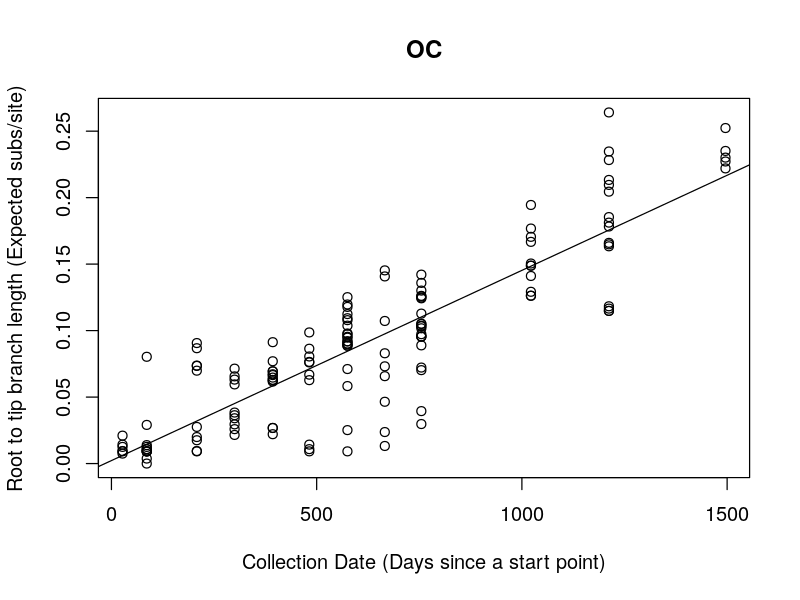 OC
Root to tip branch length (Expected subs/site)
0.25
0.20
0.15
0.10
0.05
0.00
0 500 1000 1500
Collection Date (Days since a start point)